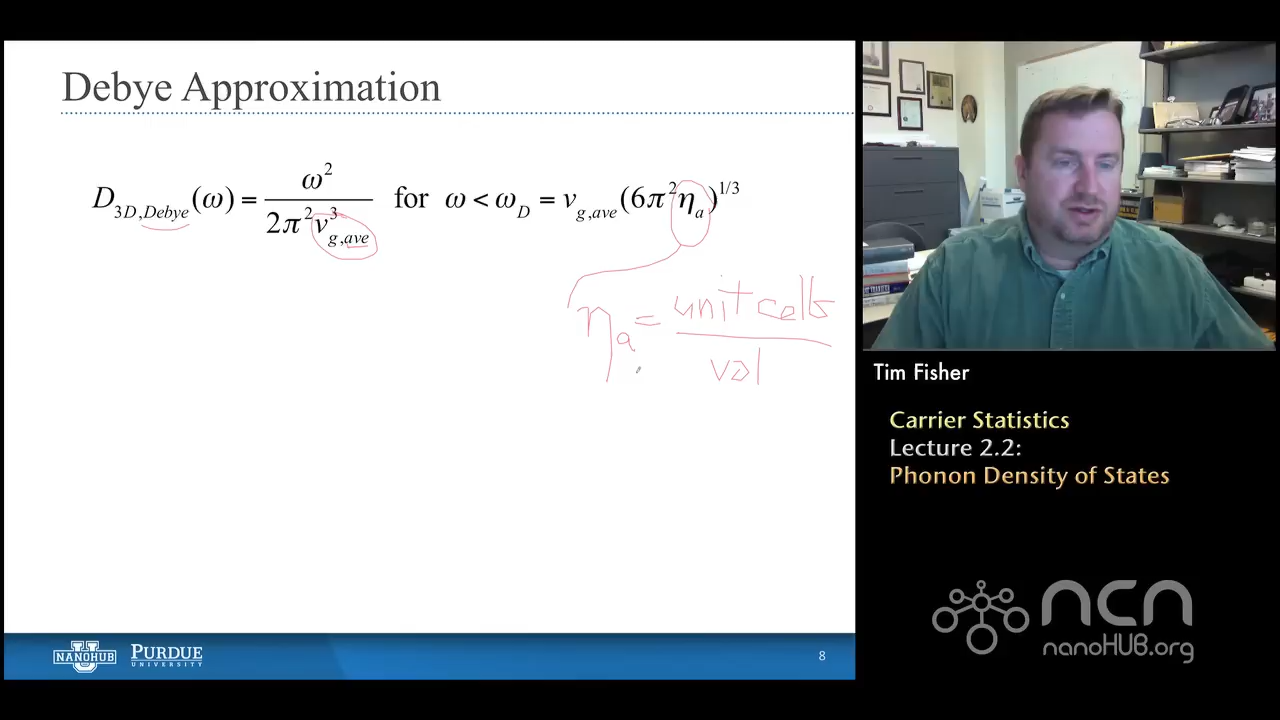 Debye Approximation
D3D,Debye(ω) = ω² / 2π²v³g,ave for ω < ωD = vg,ave(6π²ηa)^1/3
ηa = unit cells
vol
NANOHUB
PURDUE
UNIVERSITY
8
Tim Fisher
Carrier Statistics
Lecture 2.2:
Phonon Density of States
ncn
nanoHUB.org